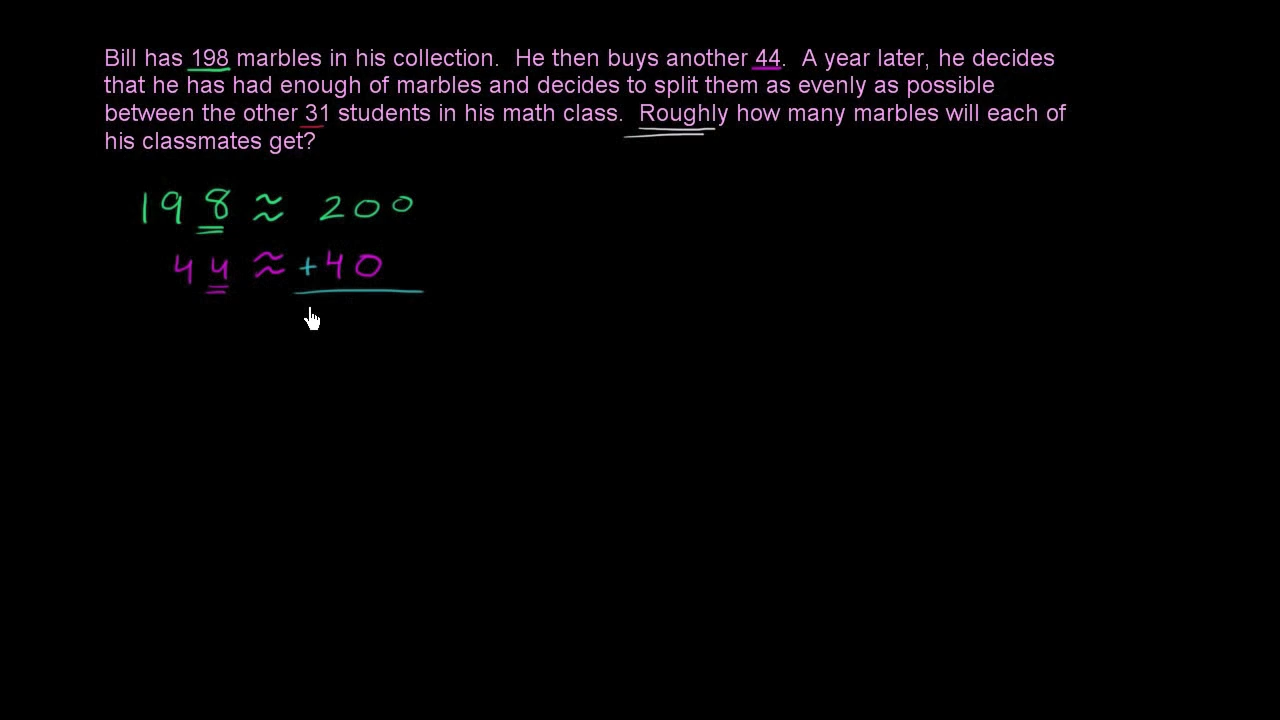 Bill has 198 marbles in his collection.  He then buys another 44.  A year later, he decides
that he has had enough of marbles and decides to split them as evenly as possible
between the other 31 students in his math class.  Roughly how many marbles will each of
his classmates get?
198 ≈ 200
44 ≈ +40